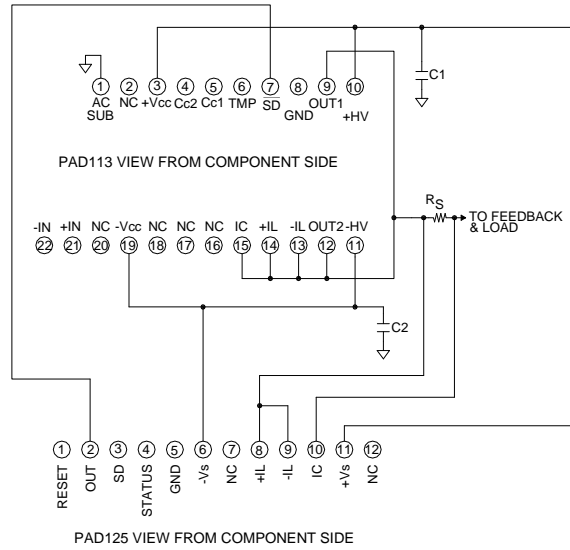 1 2 3 4 5 6 7 8 9 10
AC SUB NC +Vcc Cc2 Cc1 TMP SD GND OUT1 +HV
C1
PAD113 VIEW FROM COMPONENT SIDE
RS
TO FEEDBACK
& LOAD
-IN +IN NC -Vcc NC NC NC IC +IL -IL OUT2 -HV
22 21 20 19 18 17 16 15 14 13 12 11
C2
1 2 3 4 5 6 7 8 9 10 11 12
RESET OUT SD STATUS GND -Vs NC +IL -IL IC +Vs NC
PAD125 VIEW FROM COMPONENT SIDE